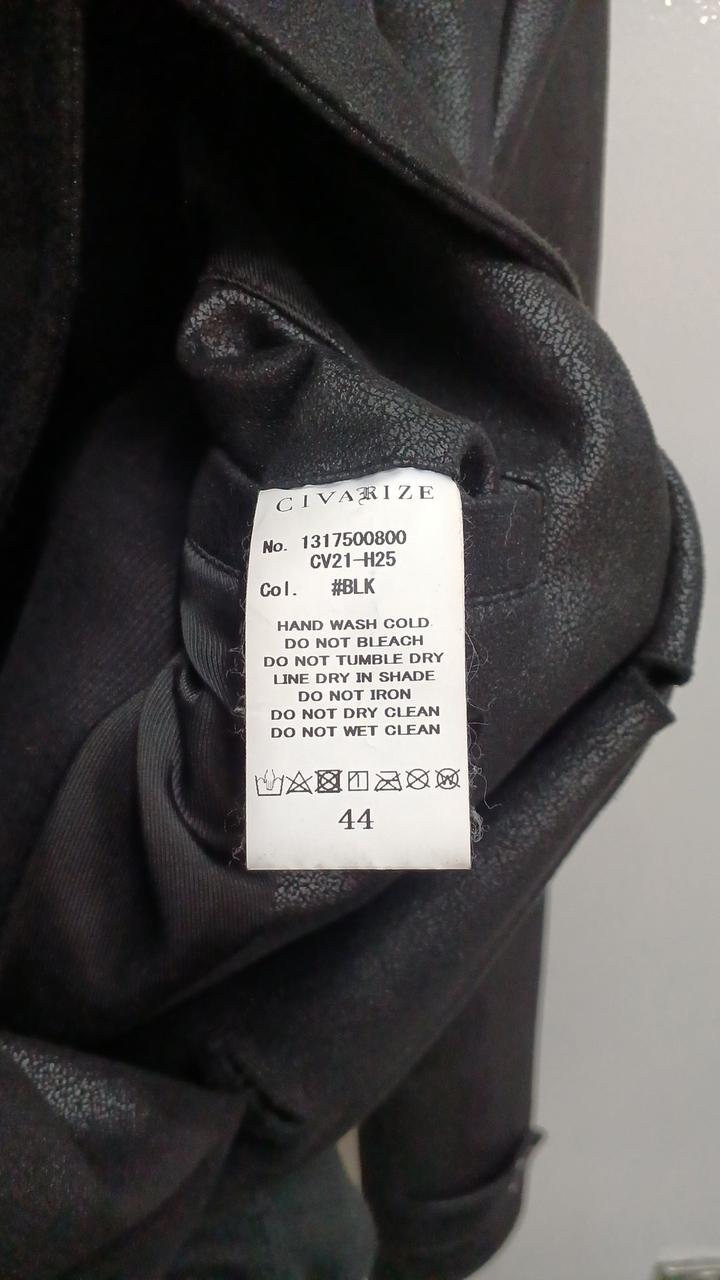 CIVARIZE
No. 1317500800
CV21-H25
Col. #BLK
HAND WASH COLD
DO NOT BLEACH
DO NOT TUMBLE DRY
LINE DRY IN SHADE
DO NOT IRON
DO NOT DRY CLEAN
DO NOT WET CLEAN
W
44